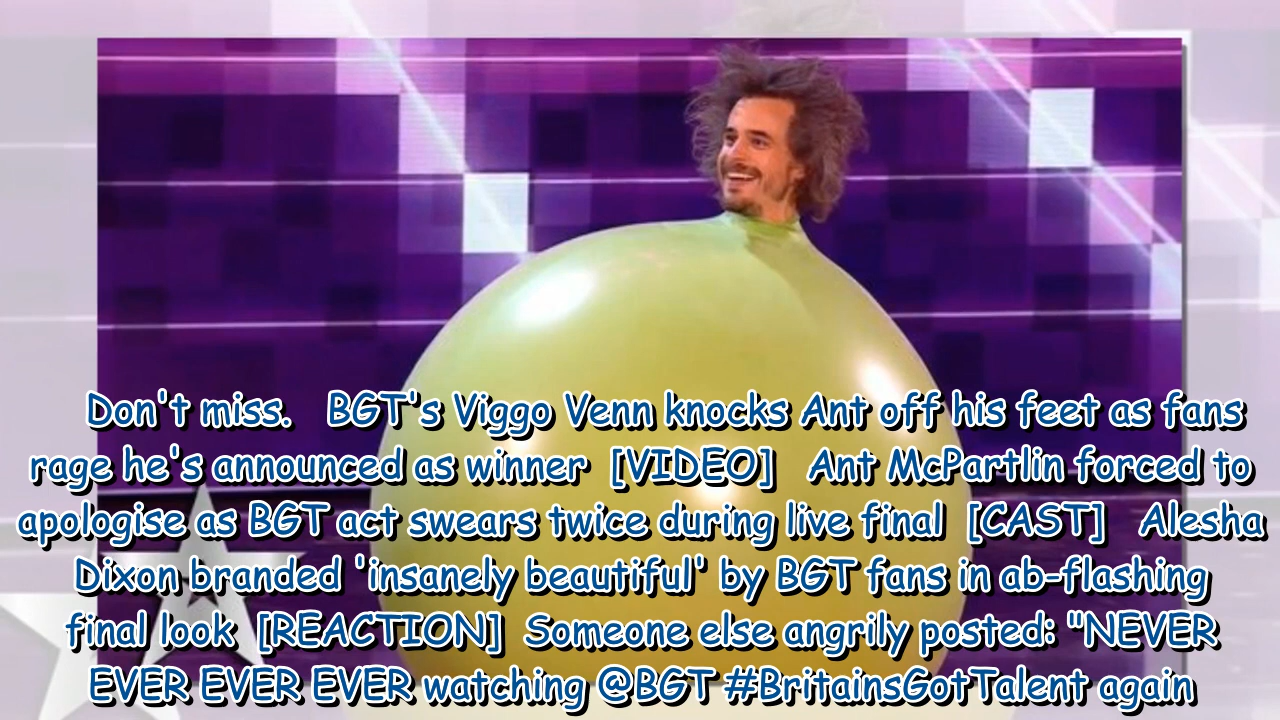 Don't miss. BGT's Viggo Venn knocks Ant off his feet as fans
rage he's announced as winner [VIDEO] Ant McPartlin forced to
apologise as BGT act swears twice during live final [CAST] Alesha
Dixon branded 'insanely beautiful' by BGT fans in ab-flashing
final look [REACTION] Someone else angrily posted: "NEVER
EVER EVER EVER watching @BGT #BritainsGotTalent again